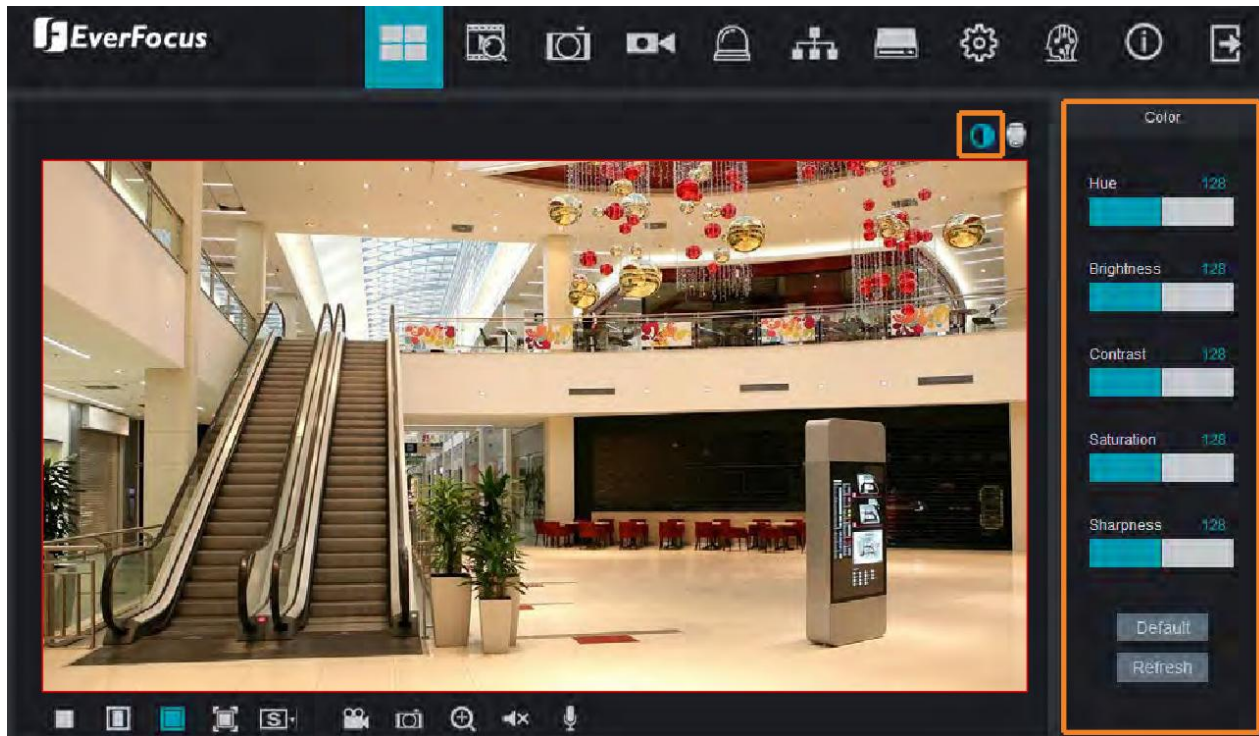 EverFocus
Color
Hue 128
Brightness 128
Contrast 128
Saturation 128
Sharpness 128
Default
Refresh
S